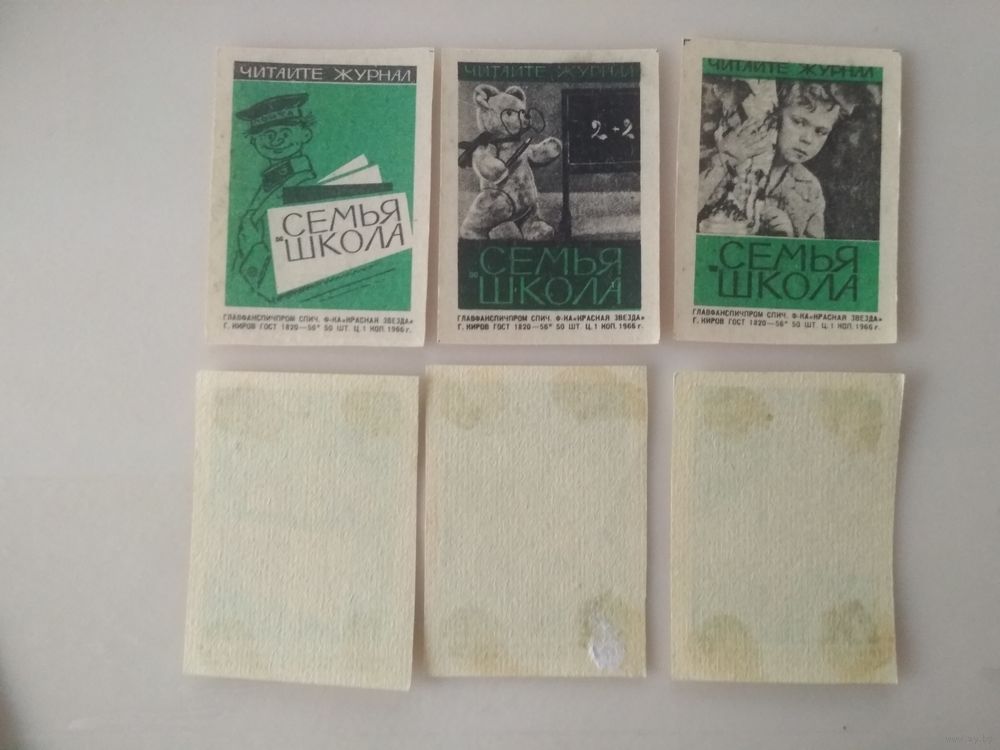 ЧИТАЙТЕ ЖУРНАЛ
СЕМЬЯ
и ШКОЛА
ГЛАВФАНСПИЧПРОМ СПИЧ. Ф-КА «КРАСНАЯ ЗВЕЗДА»
Г. КИРОВ ГОСТ 1820—56* 50 ШТ. Ц. 1 КОП. 1966 г.
ЧИТАЙТЕ ЖУРНАЛ
2+2
СЕМЬЯ
и ШКОЛА
ГЛАВФАНСПИЧПРОМ СПИЧ. Ф-КА «КРАСНАЯ ЗВЕЗДА»
Г. КИРОВ ГОСТ 1820—56* 50 ШТ. Ц. 1 КОП. 1966 г.
ЧИТАЙТЕ ЖУРНАЛ
СЕМЬЯ
и ШКОЛА
ГЛАВФАНСПИЧПРОМ СПИЧ. Ф-КА «КРАСНАЯ ЗВЕЗДА»
Г. КИРОВ ГОСТ 1820—56* 50 ШТ. Ц. 1 КОП. 1966 г.